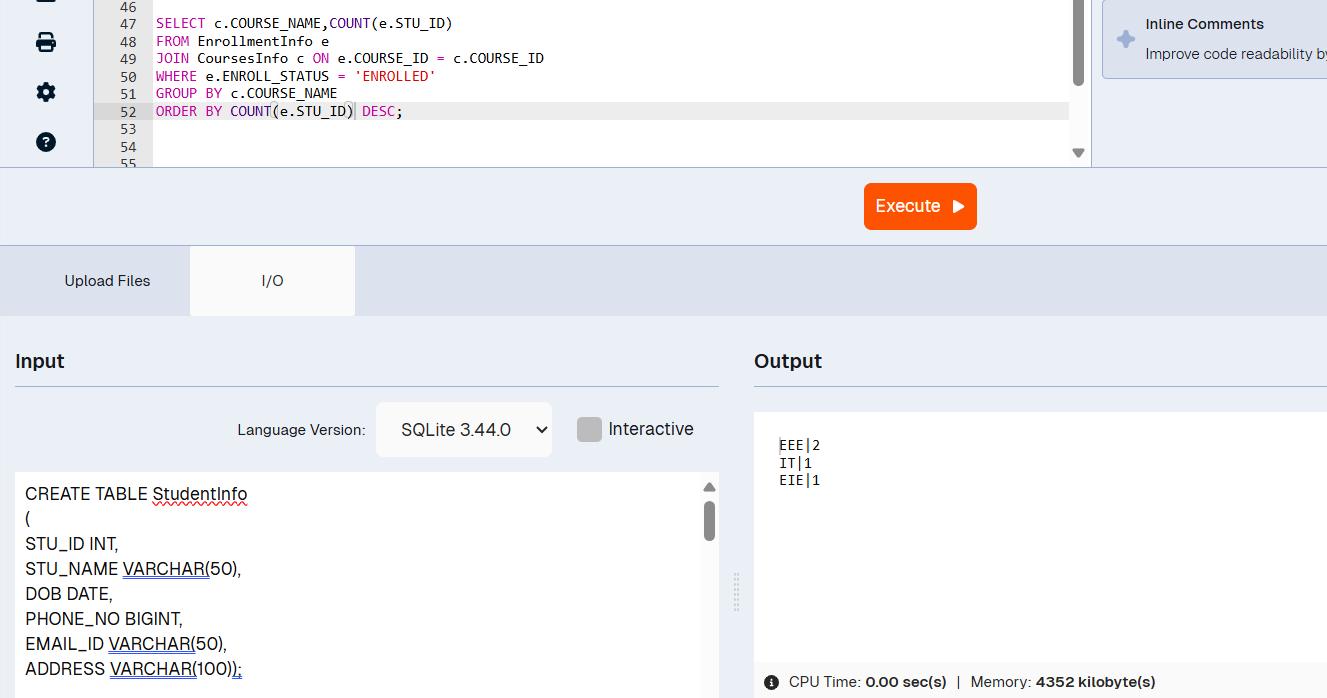 46
47 SELECT c.COURSE_NAME,COUNT(e.STU_ID)
48 FROM EnrollmentInfo e
49 JOIN CoursesInfo c ON e.COURSE_ID = c.COURSE_ID
50 WHERE e.ENROLL_STATUS = 'ENROLLED'
51 GROUP BY c.COURSE_NAME
52 ORDER BY COUNT(e.STU_ID) DESC;
53
54
55
Inline Comments
Improve code readability by
Execute
Upload Files
I/O
Input
Language Version: SQLite 3.44.0
Interactive
CREATE TABLE StudentInfo
(
STU_ID INT,
STU_NAME VARCHAR(50),
DOB DATE,
PHONE_NO BIGINT,
EMAIL_ID VARCHAR(50),
ADDRESS VARCHAR(100));
Output
EEE|2
IT|1
EIE|1
CPU Time: 0.00 sec(s) | Memory: 4352 kilobyte(s)